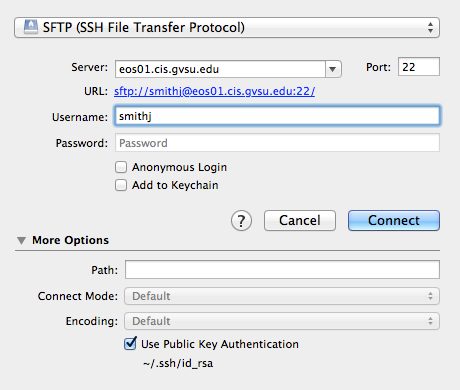 SFTP (SSH File Transfer Protocol)
Server: eos01.cis.gvsu.edu Port: 22
URL: sftp://smithj@eos01.cis.gvsu.edu:22/
Username: smithj
Password: Password
Anonymous Login
Add to Keychain
? Cancel Connect
More Options
Path:
Connect Mode: Default
Encoding: Default
Use Public Key Authentication
~/.ssh/id_rsa